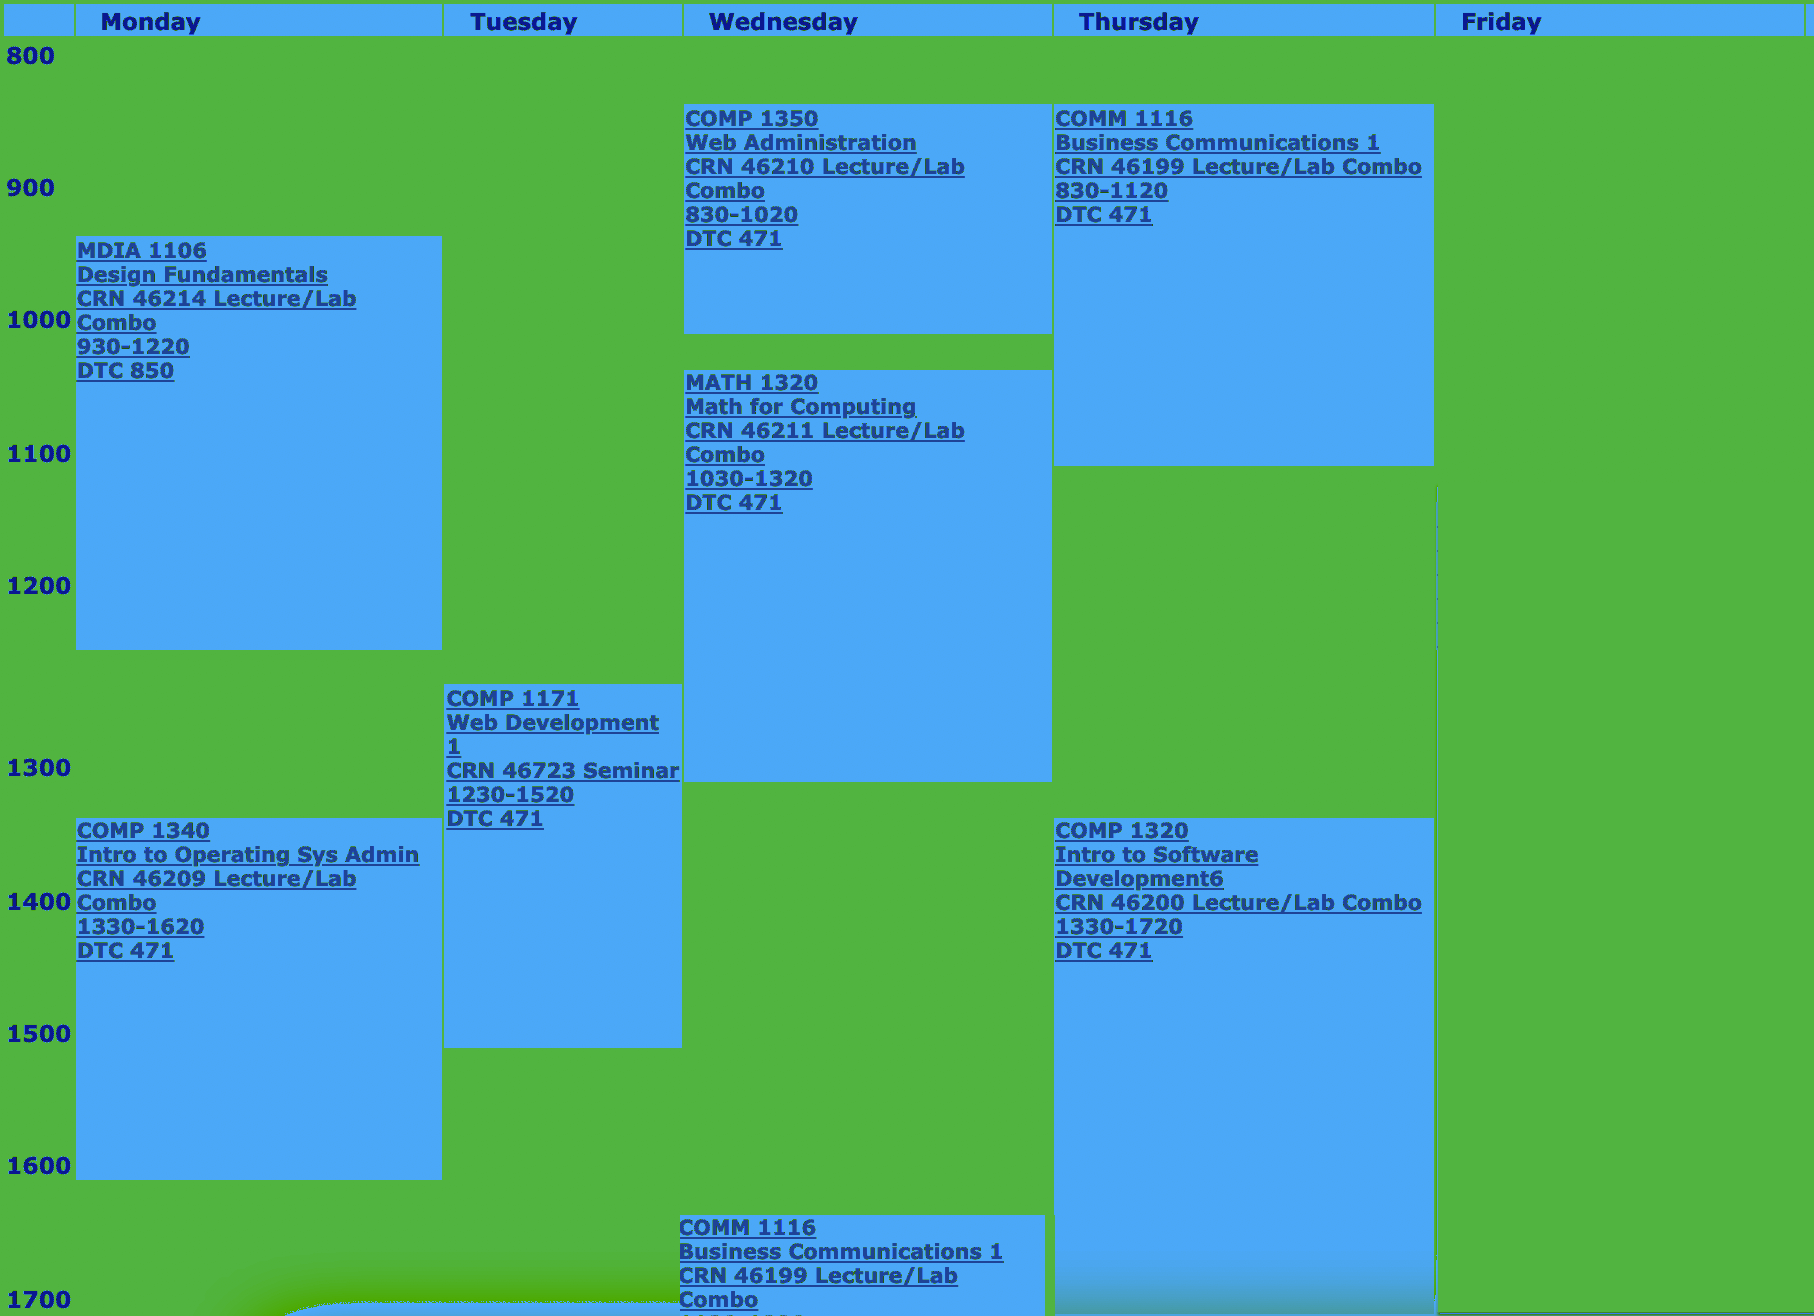 Monday Tuesday Wednesday Thursday Friday
800
COMP 1350
Web Administration
CRN 46210 Lecture/Lab
Combo
830-1020
DTC 471
COMM 1116
Business Communications 1
CRN 46199 Lecture/Lab Combo
830-1120
DTC 471
900
MDIA 1106
Design Fundamentals
CRN 46214 Lecture/Lab
Combo
930-1220
DTC 850
1000
MATH 1320
Math for Computing
CRN 46211 Lecture/Lab
Combo
1030-1320
DTC 471
1100
1200
COMP 1171
Web Development
1
CRN 46723 Seminar
1230-1520
DTC 471
1300
COMP 1340
Intro to Operating Sys Admin
CRN 46209 Lecture/Lab
Combo
1330-1620
DTC 471
COMP 1320
Intro to Software
Development6
CRN 46200 Lecture/Lab Combo
1330-1720
DTC 471
1400
1500
1600
COMM 1116
Business Communications 1
CRN 46199 Lecture/Lab
Combo
1700